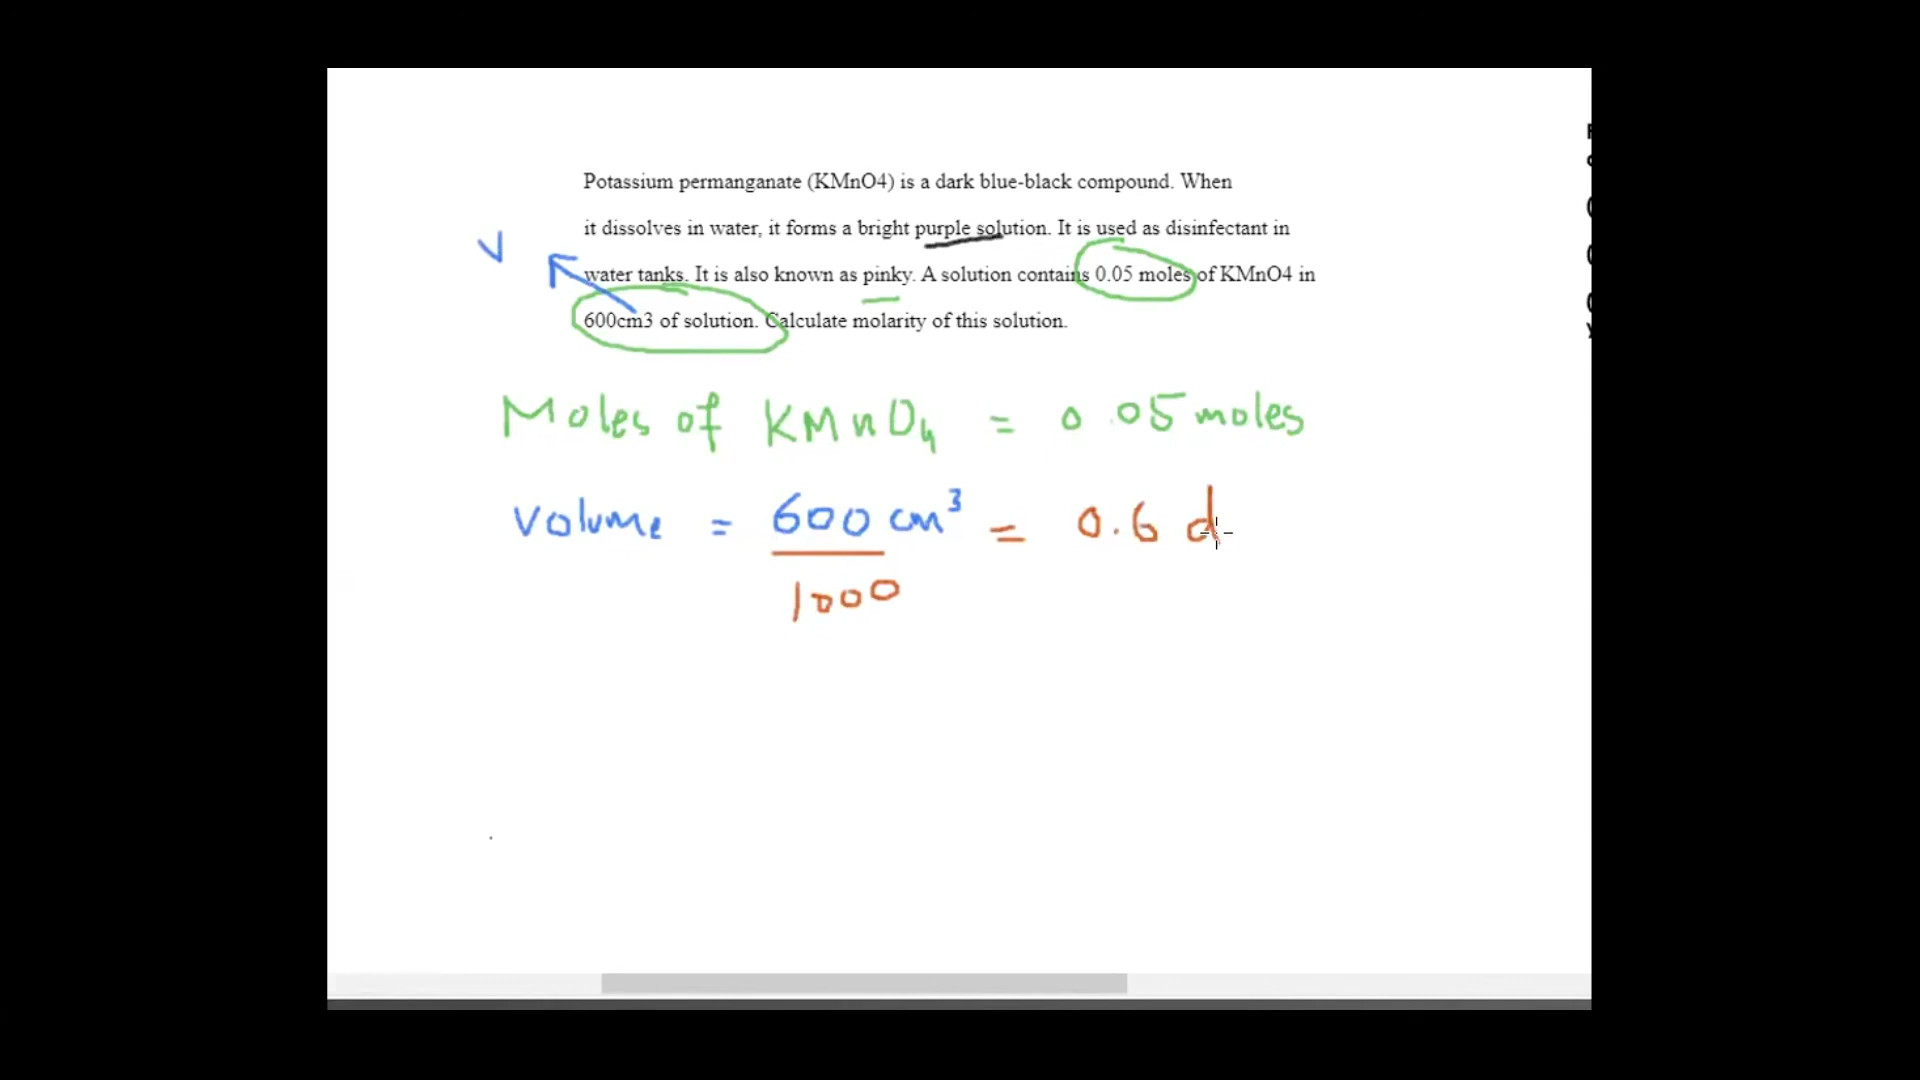 Potassium permanganate (KMnO4) is a dark blue-black compound. When
it dissolves in water, it forms a bright purple solution. It is used as disinfectant in
V
water tanks. It is also known as pinky. A solution contains 0.05 moles of KMnO4 in
600cm3 of solution. Calculate molarity of this solution.
Moles of KMnO4 = 0.05 moles
Volume = 600 cm³ = 0.6 d
1000